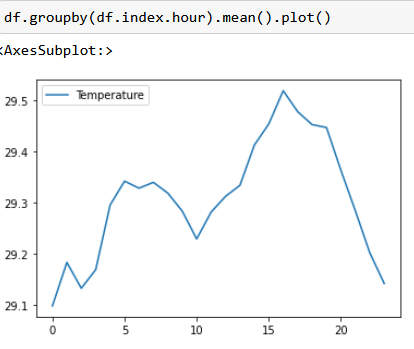 df.groupby(df.index.hour).mean().plot()
<AxesSubplot:>
Temperature
29.5
29.4
29.3
29.2
29.1
0 5 10 15 20